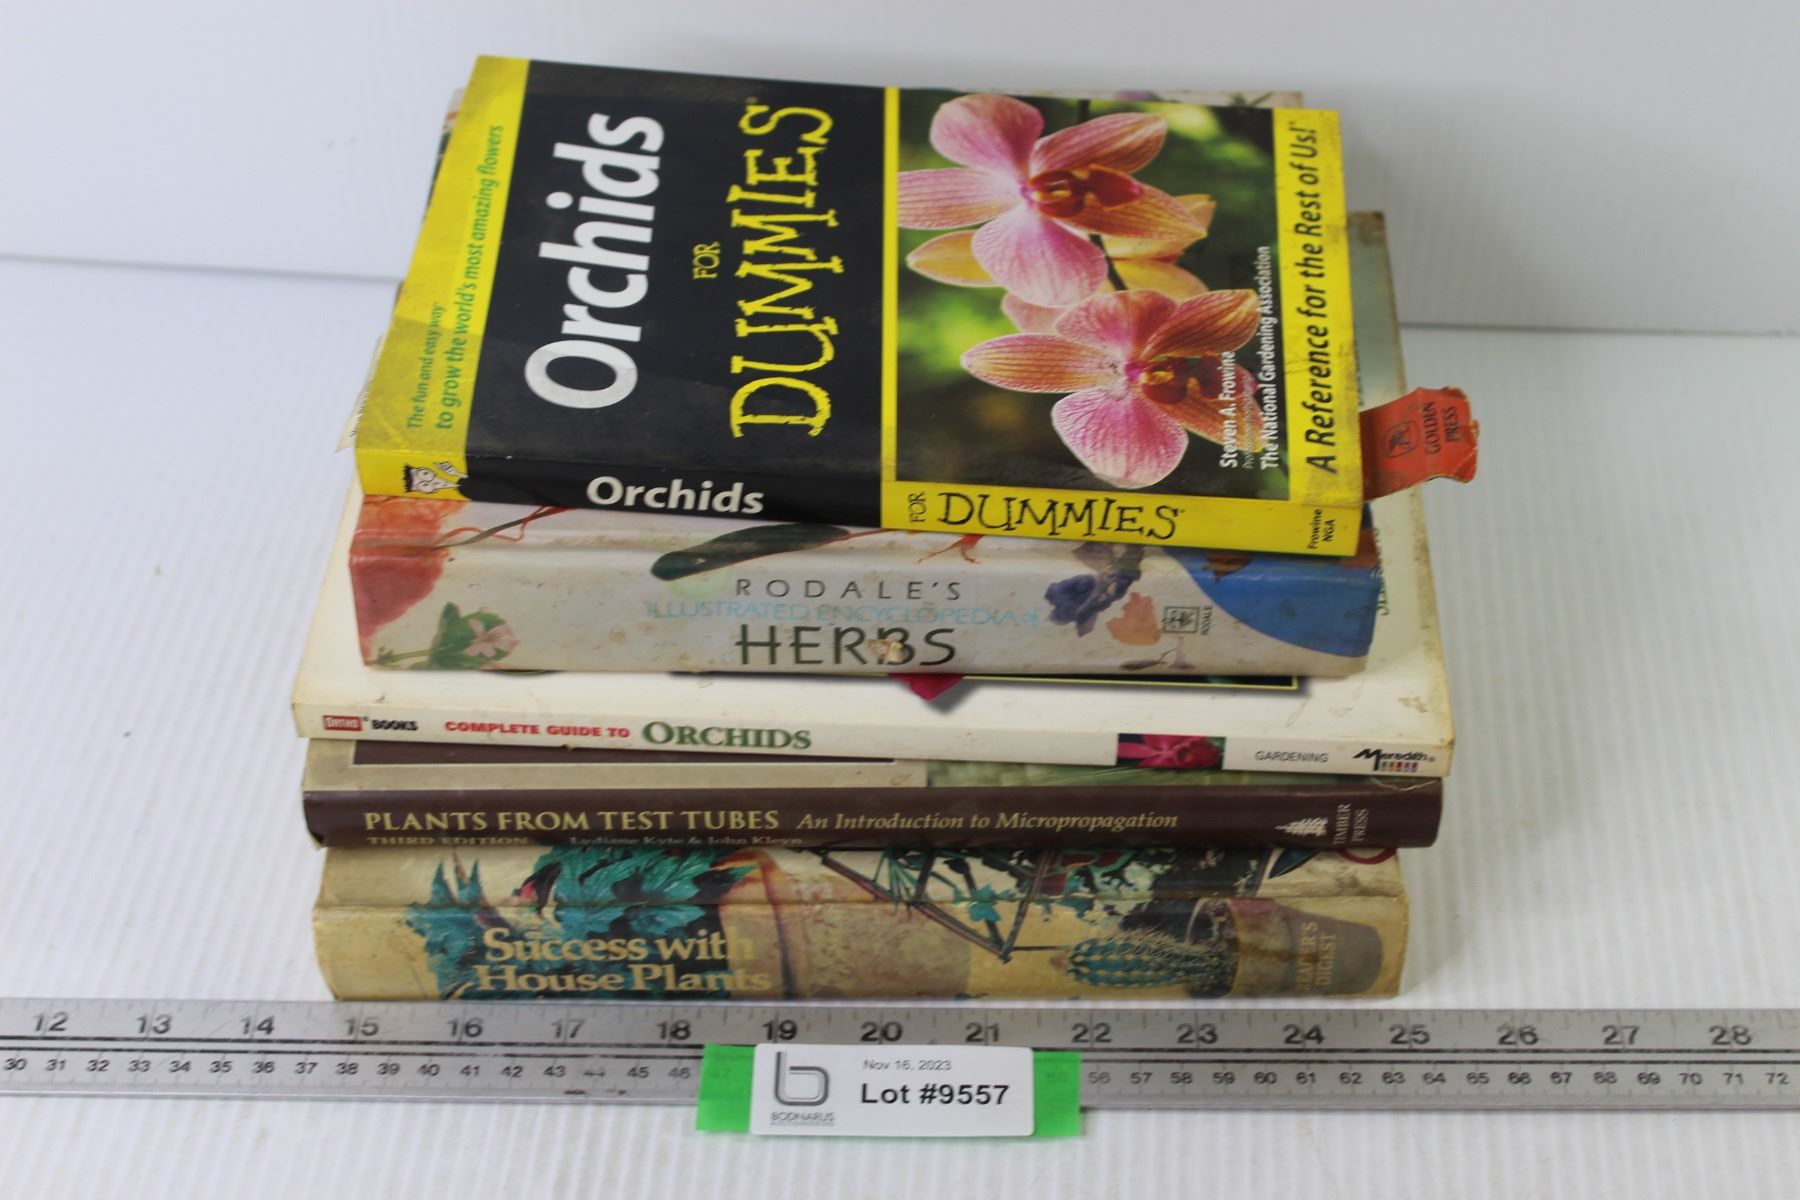 The fun and easy way
to grow the world's most amazing flowers
Orchids
FOR
DUMMIES
Steven A. Frowine
The National Gardening Association
A Reference for the Rest of Us!
GOLDEN
PRESS
Orchids
FOR DUMMIES
Frowine
NGA
RODALE'S
ILLUSTRATED ENCYCLOPEDIA of
HERBS
RODALE
ORTHO BOOKS COMPLETE GUIDE TO ORCHIDS GARDENING Meredith
PLANTS FROM TEST TUBES An Introduction to Micropropagation
THIRD EDITION Lydiane Kyte & John Kleyn
TIMBER
PRESS
Success with
House Plants
READER'S
DIGEST
12 13 14 15 16 17 18 19 20 21 22 23 24 25 26 27 28
30 31 32 33 34 35 36 37 38 39 40 41 42 43 44 45 46 56 57 58 59 60 61 62 63 64 65 66 67 68 69 70 71 72
Nov 16, 2023
Lot #9557
b
BODNARUS
AUCTIONEERING